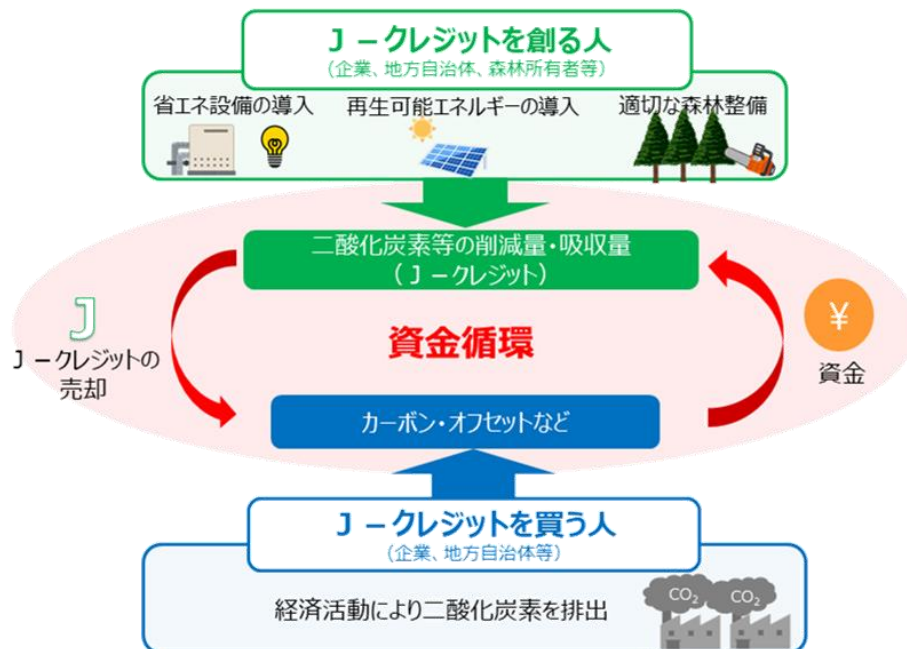 J－クレジットを創る人
（企業、地方自治体、森林所有者等）
省エネ設備の導入
再生可能エネルギーの導入
適切な森林整備
二酸化炭素等の削減量・吸収量
（J－クレジット）
J
J－クレジットの
売却
資金循環
¥
資金
カーボン・オフセットなど
J－クレジットを買う人
（企業、地方自治体等）
経済活動により二酸化炭素を排出
CO₂
CO₂